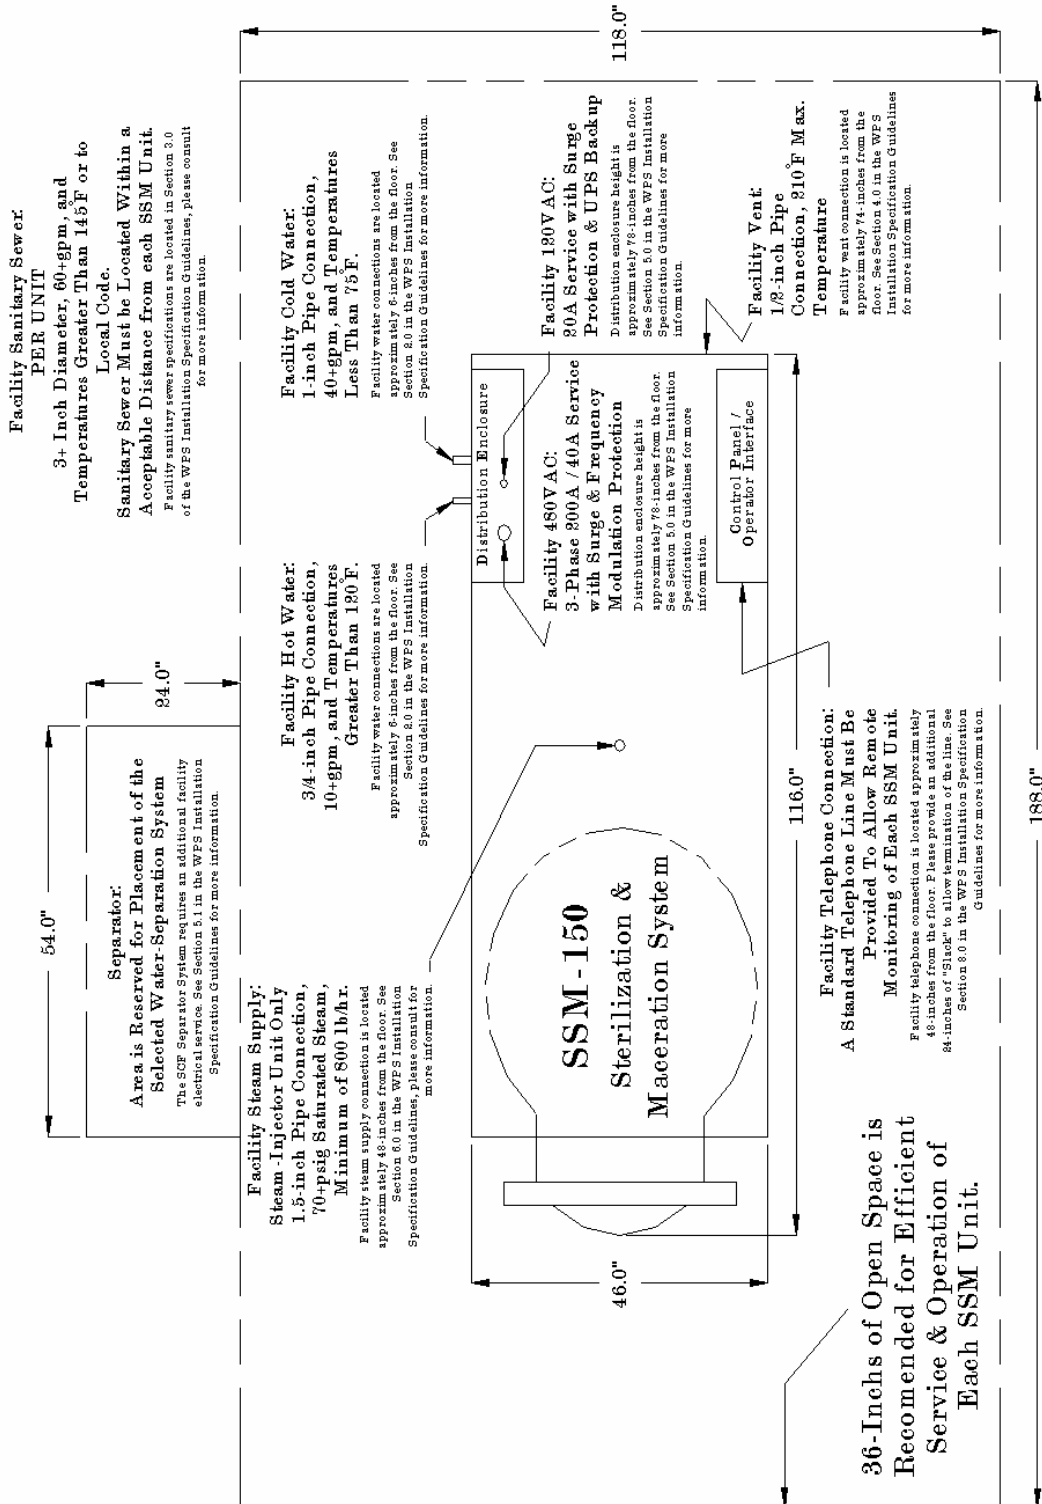 54.0"
24.0"
Separator:
Area is Reserved for Placement of the
Selected Water-Separation System
The SCF Separator System requires an additional facility
electrical service. See Section 5.1 in the WPS Installation
Specification Guidelines for more information.
Facility Sanitary Sewer:
PER UNIT
3+ Inch Diameter, 60+gpm, and
Temperatures Greater Than 145°F or to
Local Code.
Sanitary Sewer Must be Located Within a
Acceptable Distance from each SSM Unit.
Facility sanitary sewer specifications are located in Section 3.0
of the WPS Installation Specification Guidelines, please consult
for more information.
Facility Steam Supply:
Steam-Injector Unit Only
1.5-inch Pipe Connection,
70+psig Saturated Steam,
Minimum of 800 lb/hr.
Facility steam supply connection is located
approximately 48-inches from the floor. See
Section 6.0 in the WPS Installation
Specification Guidelines, please consult for
more information.
Facility Hot Water:
3/4-inch Pipe Connection,
10+gpm, and Temperatures
Greater Than 120°F.
Facility water connections are located
approximately 6-inches from the floor. See
Section 2.0 in the WPS Installation
Specification Guidelines for more information.
Facility Cold Water:
1-inch Pipe Connection,
40+gpm, and Temperatures
Less Than 75°F.
Facility water connections are located
approximately 6-inches from the floor. See
Section 2.0 in the WPS Installation
Specification Guidelines for more information.
118.0"
46.0"
SSM-150
Sterilization &
Maceration System
Distribution Enclosure
Facility 480VAC:
3-Phase 200A / 40A Service
with Surge & Frequency
Modulation Protection
Distribution enclosure height is
approximately 78-inches from the floor.
See Section 5.0 in the WPS Installation
Specification Guidelines for more
information.
Facility 120VAC:
20A Service with Surge
Protection & UPS Backup
Distribution enclosure height is
approximately 78-inches from the floor.
See Section 5.0 in the WPS Installation
Specification Guidelines for more
information.
Control Panel /
Operator Interface
Facility Vent:
1/2-inch Pipe
Connection, 210°F Max.
Temperature
Facility vent connection is located
approximately 74-inches from the
floor. See Section 4.0 in the WPS
Installation Specification Guidelines
for more information.
116.0"
Facility Telephone Connection:
A Standard Telephone Line Must Be
Provided To Allow Remote
Monitoring of Each SSM Unit.
Facility telephone connection is located approximately
48-inches from the floor. Please provide an additional
24-inches of "Slack" to allow termination of the line. See
Section 8.0 in the WPS Installation Specification
Guidelines for more information.
36-Inchs of Open Space is
Recomended for Efficient
Service & Operation of
Each SSM Unit.
188.0"